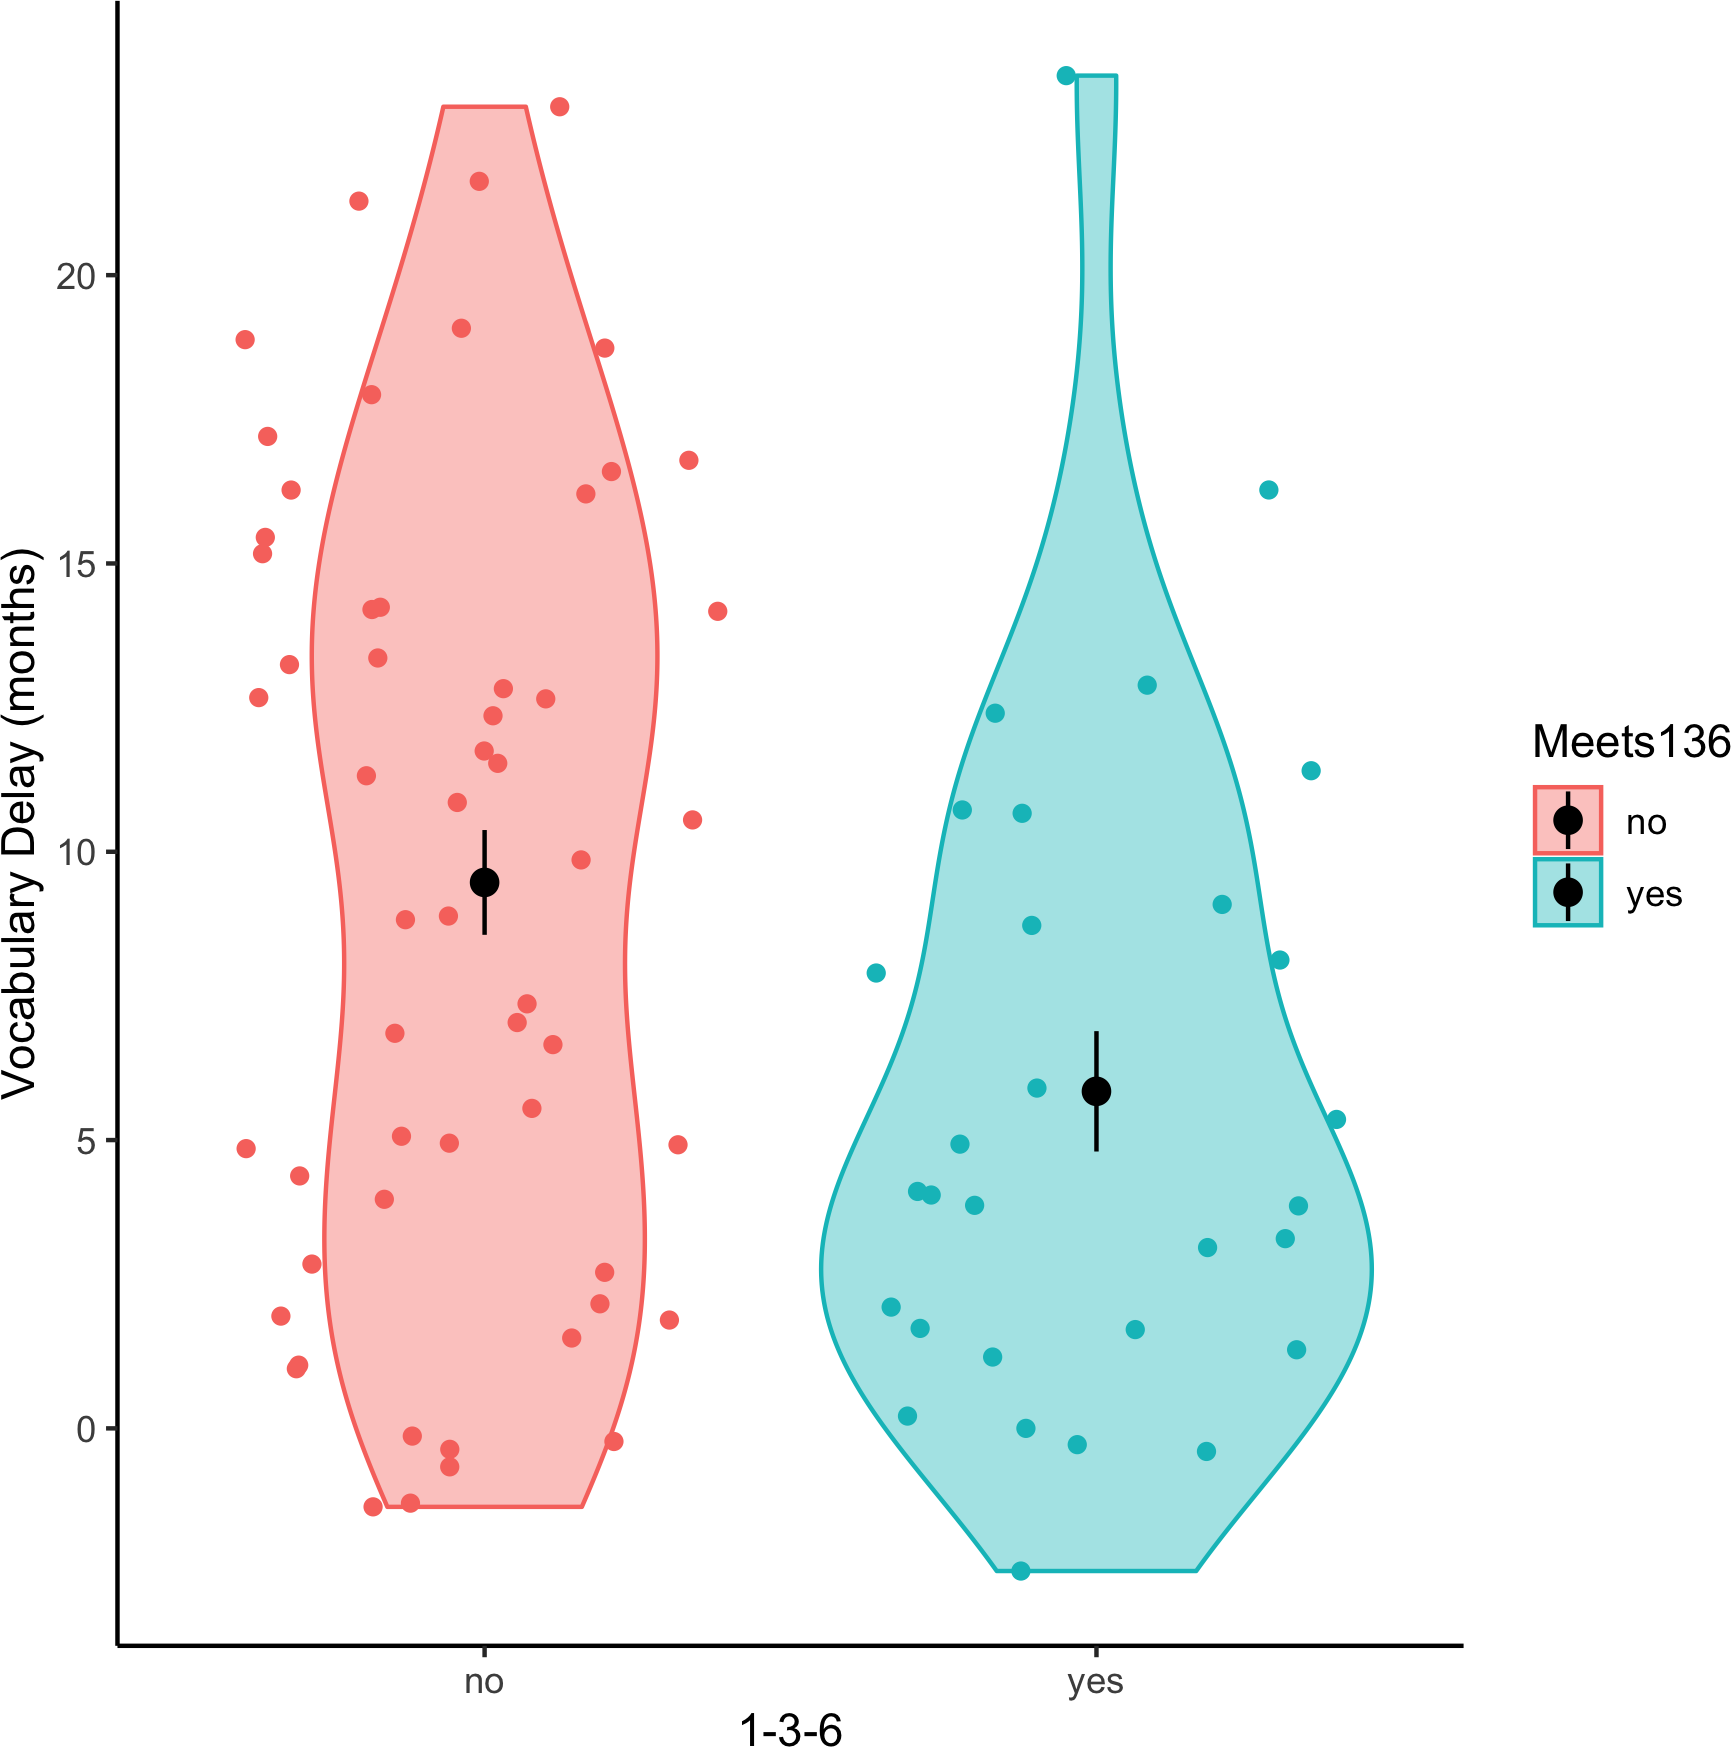 Vocabulary Delay (months)
20
15
10
5
0
no
yes
1-3-6
Meets136
no
yes